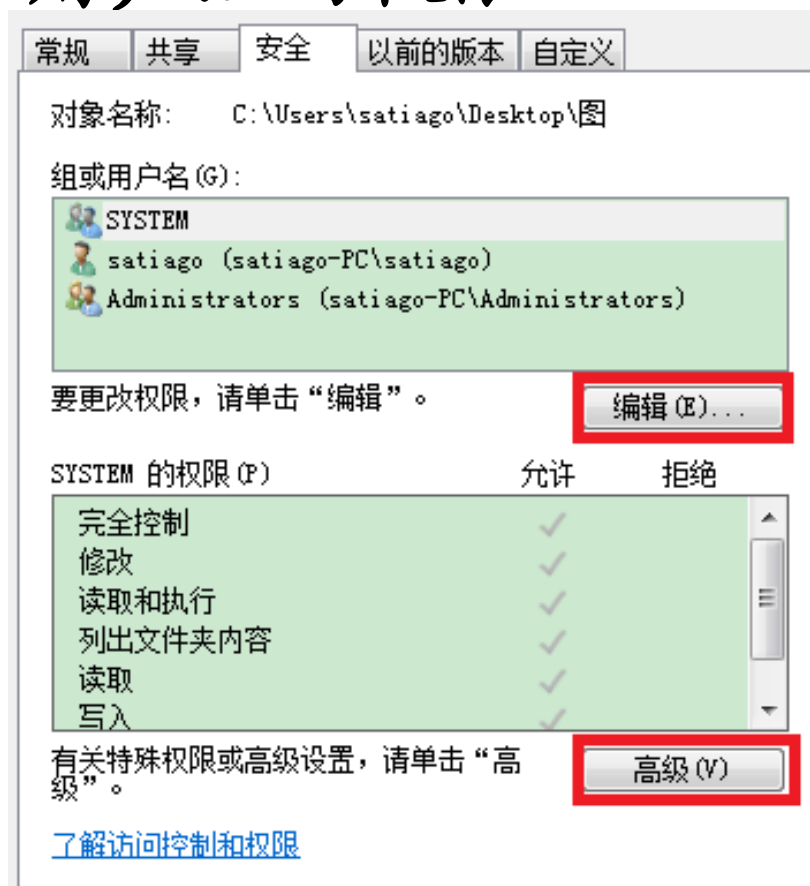 常规 共享 安全 以前的版本 自定义
对象名称: C:\Users\satiago\Desktop\图
组或用户名(G):
SYSTEM
satiago (satiago-PC\satiago)
Administrators (satiago-PC\Administrators)
要更改权限，请单击“编辑”。 编辑(E)...
SYSTEM 的权限(P) 允许 拒绝
完全控制
修改
读取和执行
列出文件夹内容
读取
写入
有关特殊权限或高级设置，请单击“高
级”。 高级(V)
了解访问控制和权限